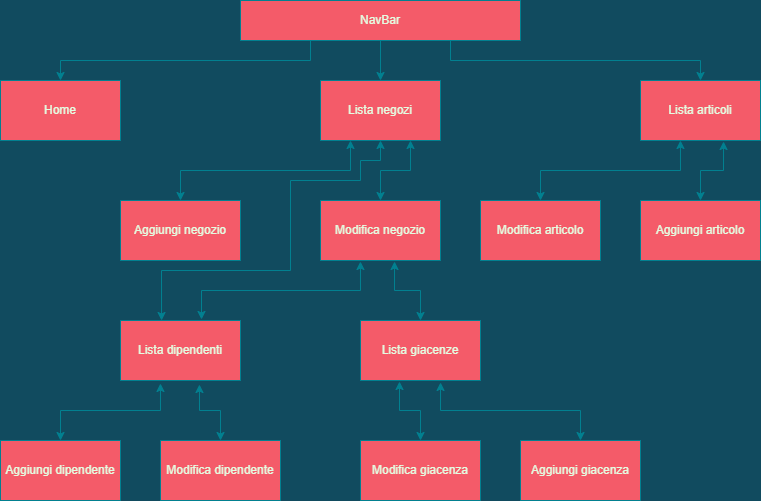 NavBar
Home
Lista negozi
Lista articoli
Aggiungi negozio
Modifica negozio
Modifica articolo
Aggiungi articolo
Lista dipendenti
Lista giacenze
Aggiungi dipendente
Modifica dipendente
Modifica giacenza
Aggiungi giacenza